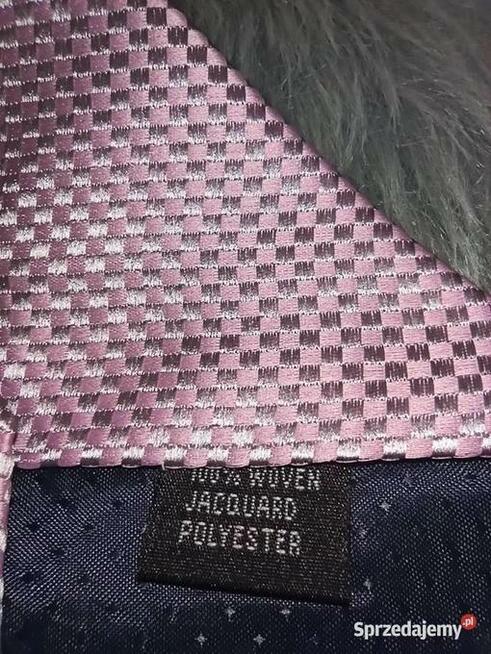 100% WOVEN
JACQUARD
POLYESTER
Sprzedajemy.pl